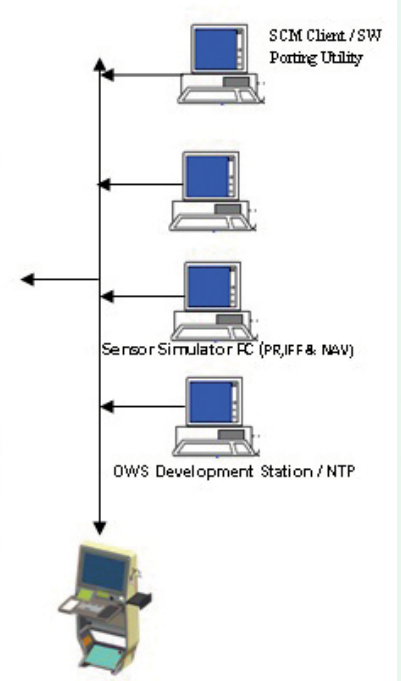 SCM Client / SW
Porting Utility
Sensor Simulator PC (PR,IFF & NAV)
OWS Development Station / NTP